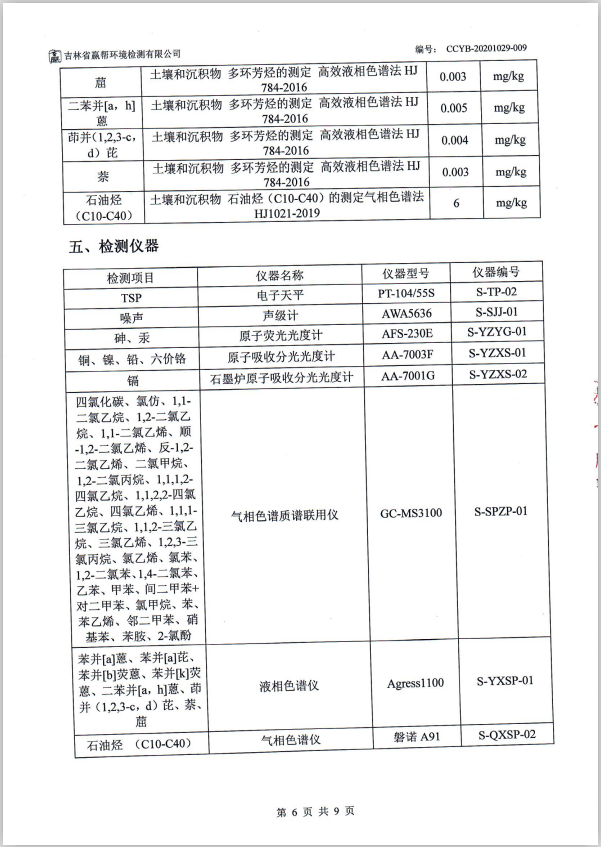 吉林省赢帮环境检测有限公司
编号： CCYB-20201029-009
䓛
土壤和沉积物 多环芳烃的测定 高效液相色谱法 HJ
784-2016
0.003
mg/kg
二苯并[a，h]
蒽
土壤和沉积物 多环芳烃的测定 高效液相色谱法 HJ
784-2016
0.005
mg/kg
茚并（1,2,3-c，
d）芘
土壤和沉积物 多环芳烃的测定 高效液相色谱法 HJ
784-2016
0.004
mg/kg
萘
土壤和沉积物 多环芳烃的测定 高效液相色谱法 HJ
784-2016
0.003
mg/kg
石油烃
（C10-C40）
土壤和沉积物 石油烃（C10-C40）的测定气相色谱法
HJ1021-2019
6
mg/kg
五、检测仪器
检测项目
仪器名称
仪器型号
仪器编号
TSP
电子天平
PT-104/55S
S-TP-02
噪声
声级计
AWA5636
S-SJJ-01
砷、汞
原子荧光光度计
AFS-230E
S-YZYG-01
铜、镍、铅、六价铬
原子吸收分光光度计
AA-7003F
S-YZXS-01
镉
石墨炉原子吸收分光光度计
AA-7001G
S-YZXS-02
四氯化碳、氯仿、1,1-
二氯乙烷、1,2-二氯乙
烷、1,1-二氯乙烯、顺
-1,2-二氯乙烯、反-1,2-
二氯乙烯、二氯甲烷、
1,2-二氯丙烷、1,1,1,2-
四氯乙烷、1,1,2,2-四氯
乙烷、四氯乙烯、1,1,1-
三氯乙烷、1,1,2-三氯乙
烷、三氯乙烯、1,2,3-三
氯丙烷、氯乙烯、氯苯、
1,2-二氯苯、1,4-二氯苯、
乙苯、甲苯、间二甲苯+
对二甲苯、氯甲烷、苯、
苯乙烯、邻二甲苯、硝
基苯、苯胺、2-氯酚
气相色谱质谱联用仪
GC-MS3100
S-SPZP-01
苯并[a]蒽、苯并[a]芘、
苯并[b]荧蒽、苯并[k]荧
蒽、二苯并[a，h]蒽、茚
并（1,2,3-c，d）芘、萘、
䓛
液相色谱仪
Agress1100
S-YXSP-01
石油烃 （C10-C40）
气相色谱仪
磐诺 A91
S-QXSP-02
第 6 页 共 9 页